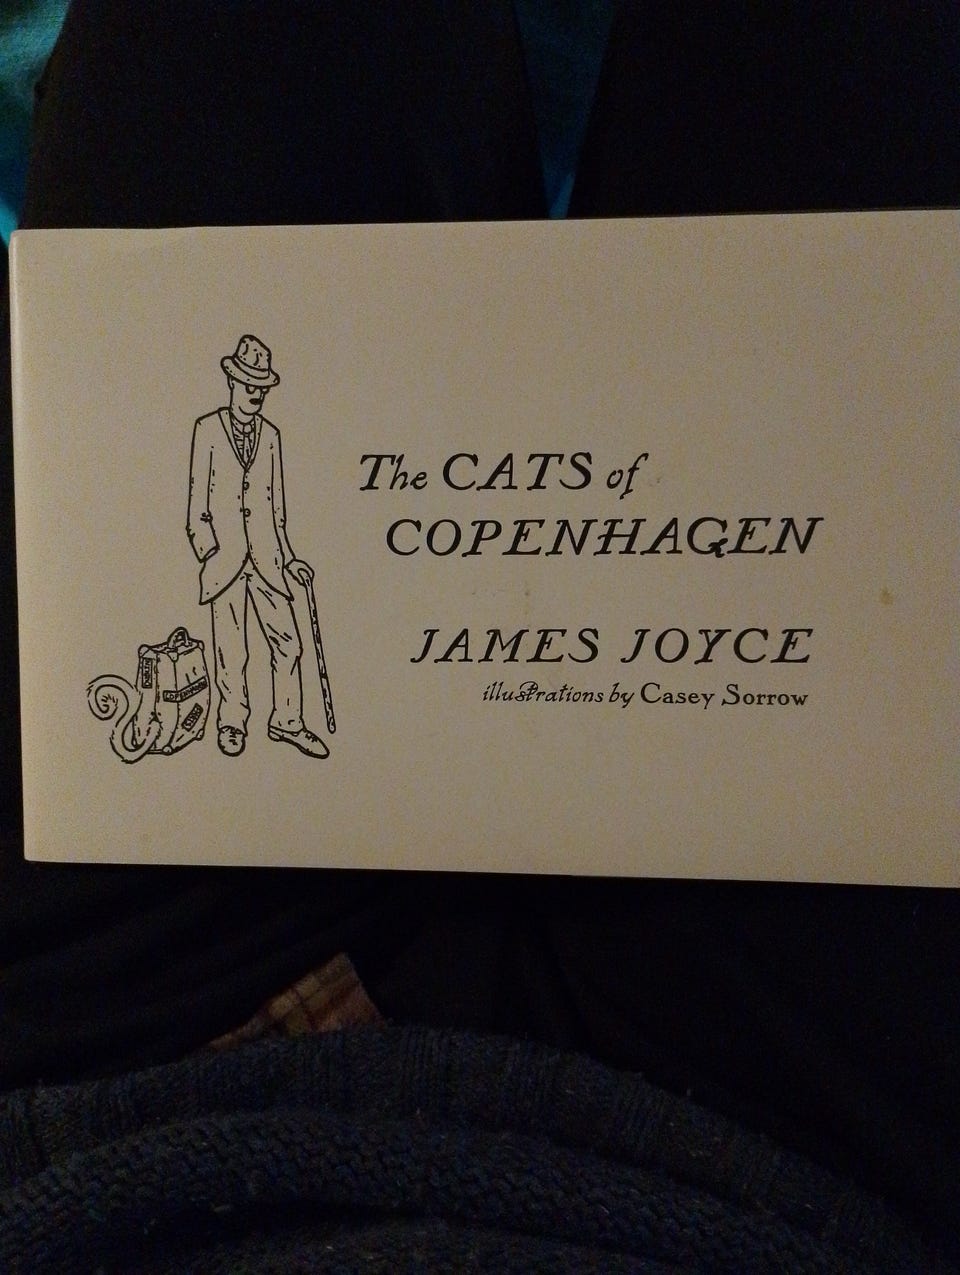 The CATS of
COPENHAGEN
JAMES JOYCE
illustrations by Casey Sorrow